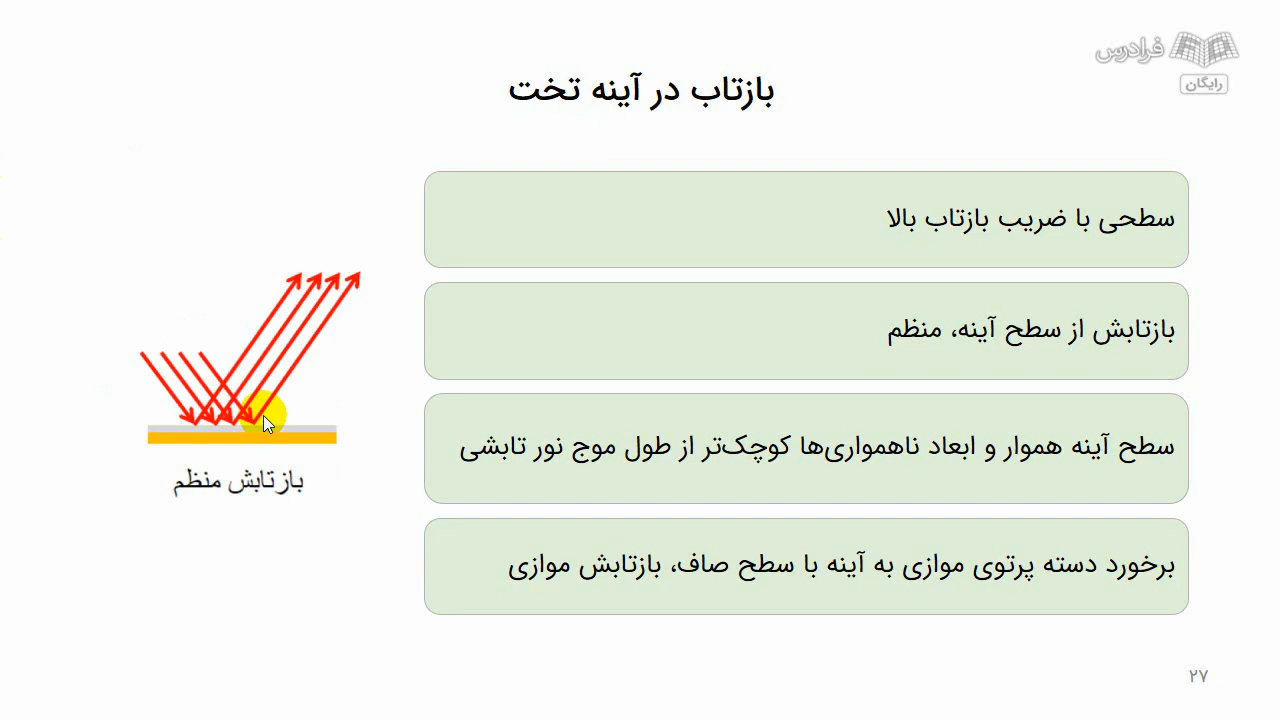 فرادرس
رایگان
بازتاب در آینه تخت
سطحی با ضریب بازتاب بالا
بازتابش از سطح آینه، منظم
سطح آینه هموار و ابعاد ناهمواری‌ها کوچک‌تر از طول موج نور تابشی
برخورد دسته پرتوی موازی به آینه با سطح صاف، بازتابش موازی
بازتابش منظم
۲۷